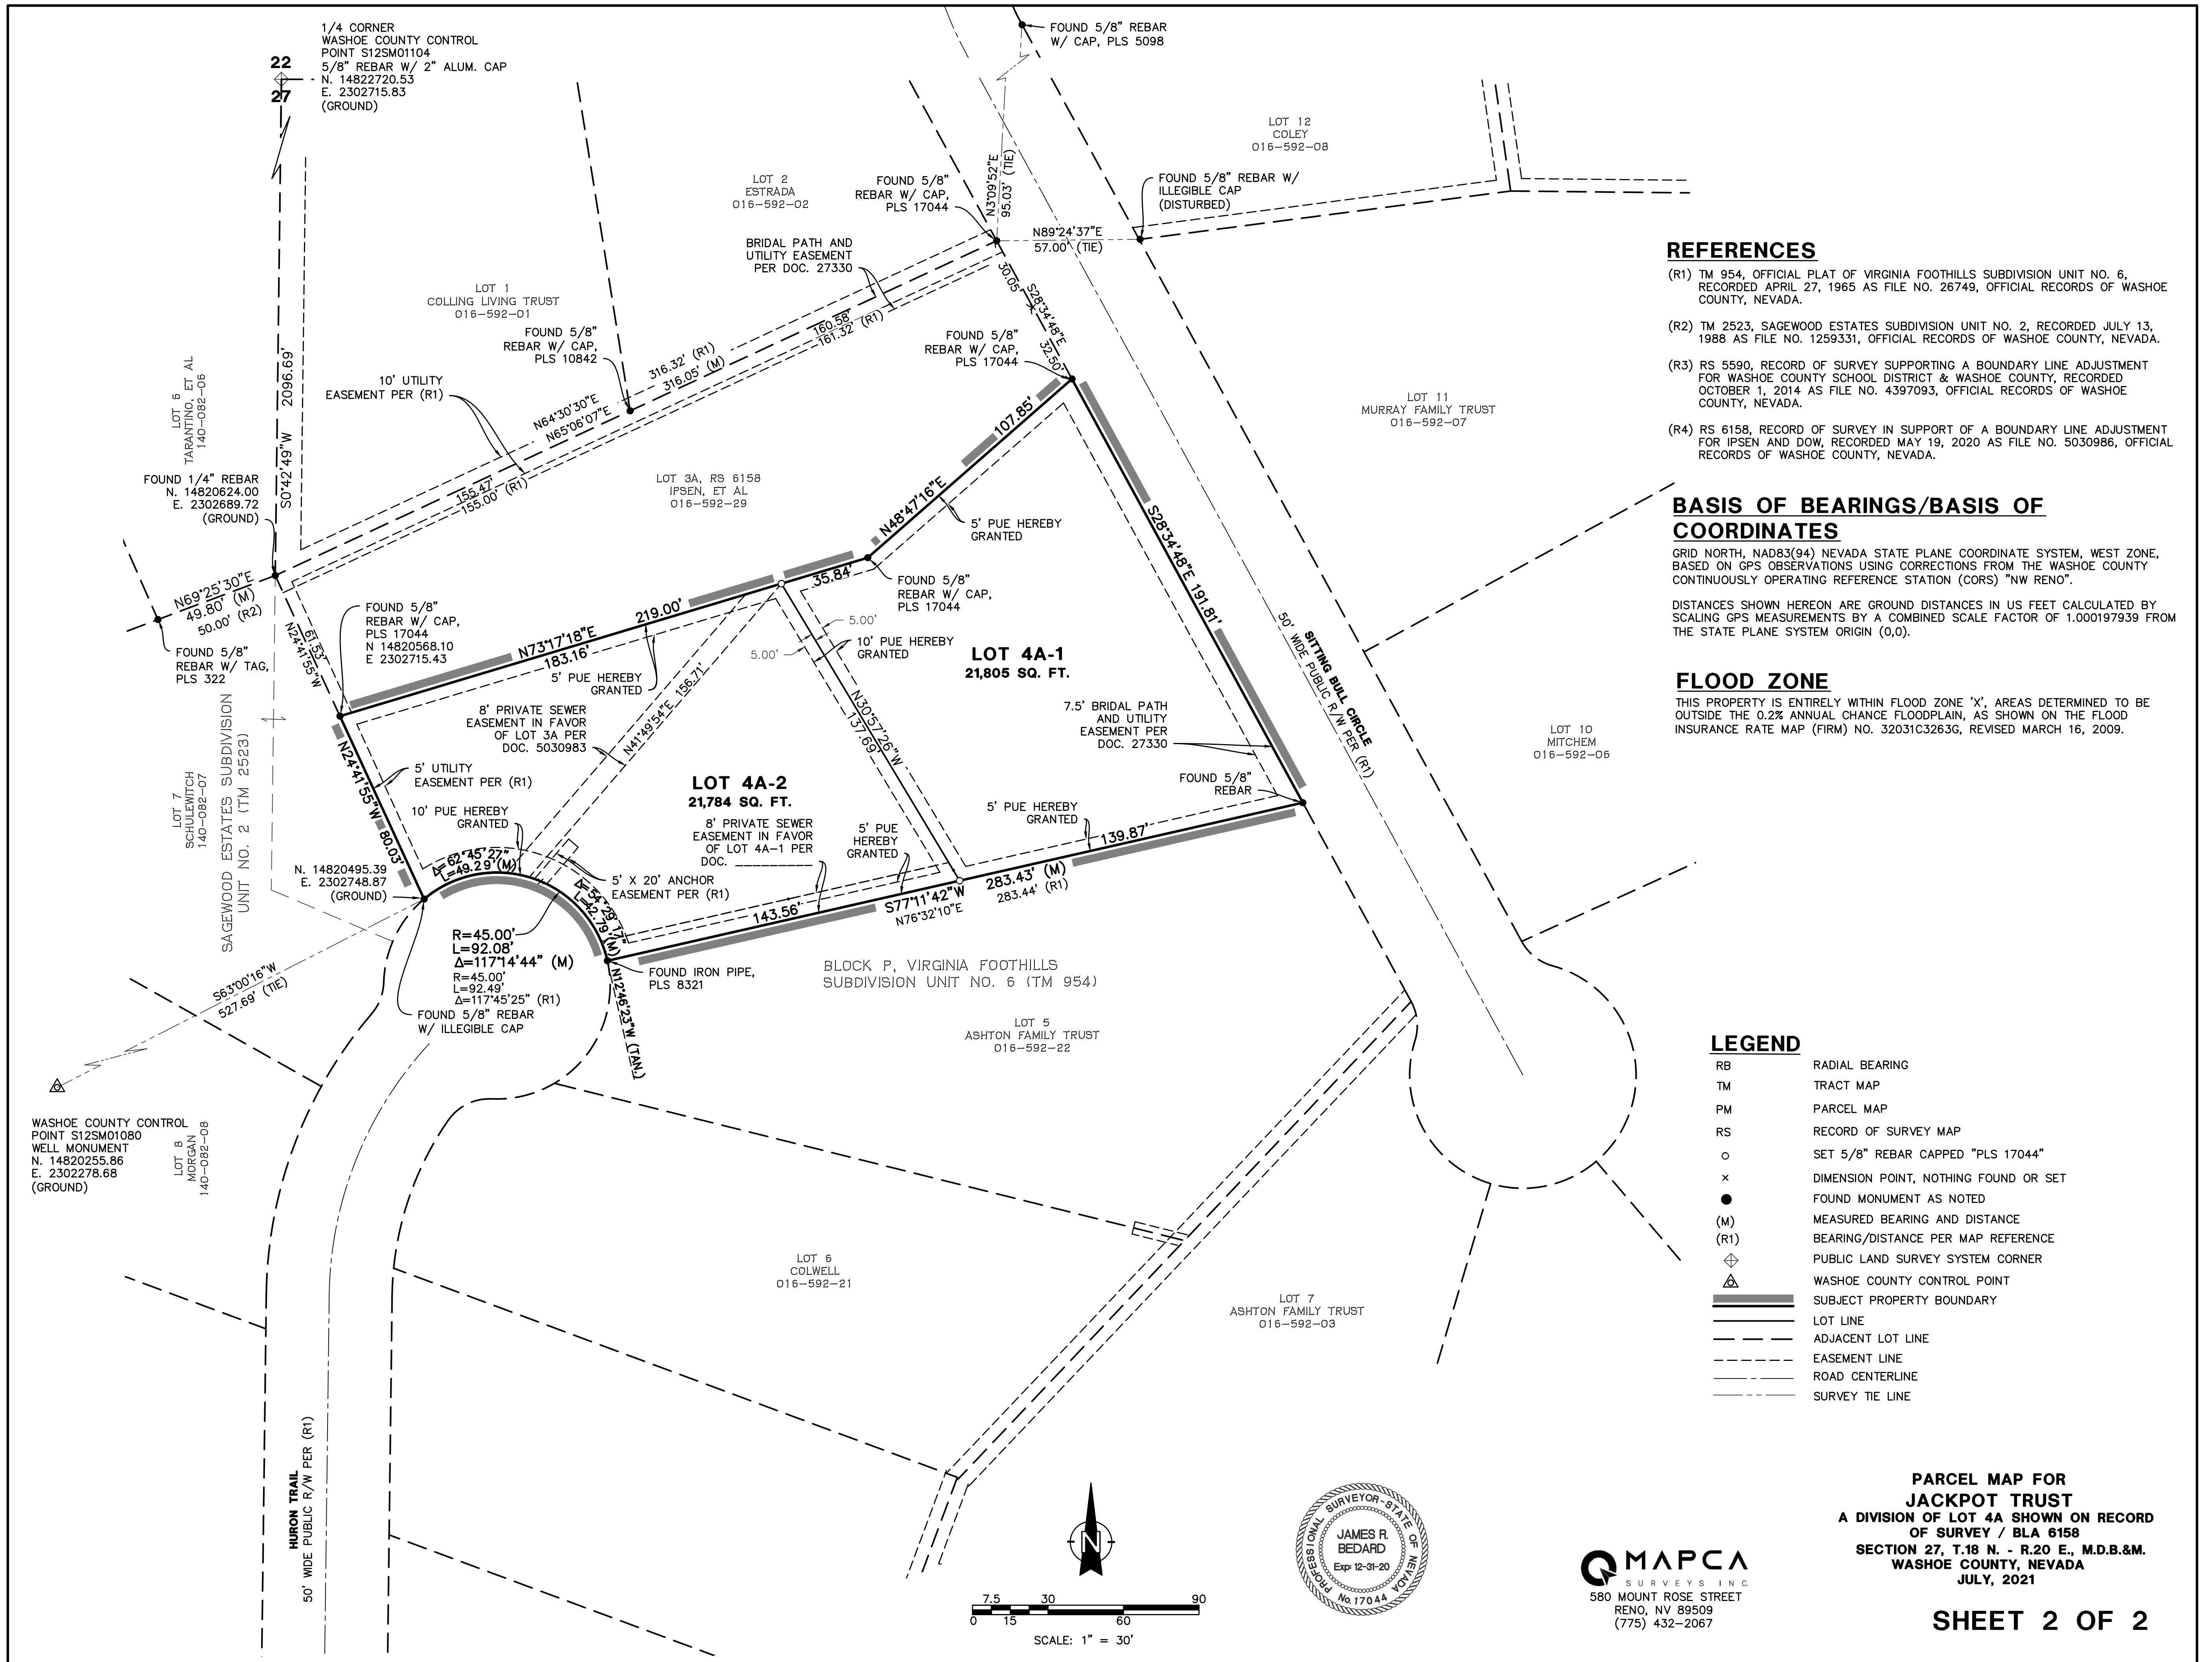 1/4 CORNER
WASHOE COUNTY CONTROL
POINT S12SM01104
5/8" REBAR W/ 2" ALUM. CAP
N. 14822720.53
E. 2302715.83
(GROUND)
22
27
FOUND 5/8" REBAR
W/ CAP, PLS 5098
LOT 12
COLEY
016-592-08
LOT 2
ESTRADA
016-592-02
FOUND 5/8"
REBAR W/ CAP,
PLS 17044
N3°09'52"E
95.03' (TIE)
FOUND 5/8" REBAR W/
ILLEGIBLE CAP
(DISTURBED)
N89°24'37"E
57.00' (TIE)
BRIDAL PATH AND
UTILITY EASEMENT
PER DOC. 27330
30.05'
S28°34'48"E
32.50'
LOT 1
COLLING LIVING TRUST
016-592-01
FOUND 5/8"
REBAR W/ CAP,
PLS 10842
160.58'
161.32' (R1)
316.32' (R1)
316.05' (M)
FOUND 5/8"
REBAR W/ CAP,
PLS 17044
10' UTILITY
EASEMENT PER (R1)
N64°30'30"E
N65°06'07"E
155.47'
155.00' (R1)
LOT 6
TARANTINO, ET AL
140-082-06
S0°42'49"W 2096.69'
FOUND 1/4" REBAR
N. 14820624.00
E. 2302689.72
(GROUND)
LOT 3A, RS 6158
IPSEN, ET AL
016-592-29
107.85'
N48°47'16"E
5' PUE HEREBY
GRANTED
LOT 11
MURRAY FAMILY TRUST
016-592-07
S28°34'48"E 191.81'
N69°25'30"E
49.80' (M)
50.00' (R2)
61.53'
N24°41'55"W
FOUND 5/8"
REBAR W/ TAG,
PLS 322
FOUND 5/8"
REBAR W/ CAP,
PLS 17044
N 14820568.10
E 2302715.43
219.00'
N73°17'18"E
183.16'
35.84'
5' PUE HEREBY
GRANTED
FOUND 5/8"
REBAR W/ CAP,
PLS 17044
5.00'
5.00'
10' PUE HEREBY
GRANTED
LOT 4A-1
21,805 SQ. FT.
SITTING BULL CIRCLE
50' WIDE PUBLIC R/W PER (R1)
8' PRIVATE SEWER
EASEMENT IN FAVOR
OF LOT 3A PER
DOC. 5030983
N41°49'54"E 156.71'
N30°57'26"W
137.69'
7.5' BRIDAL PATH
AND UTILITY
EASEMENT PER
DOC. 27330
LOT 10
MITCHEM
016-592-06
SAGEWOOD ESTATES SUBDIVISION
UNIT NO. 2 (TM 2523)
LOT 7
SCHULEWITCH
140-082-07
N24°41'55"W 80.03'
5' UTILITY
EASEMENT PER (R1)
LOT 4A-2
21,784 SQ. FT.
FOUND 5/8"
REBAR
10' PUE HEREBY
GRANTED
8' PRIVATE SEWER
EASEMENT IN FAVOR
OF LOT 4A-1 PER
DOC. __________
5' PUE
HEREBY
GRANTED
5' PUE HEREBY
GRANTED
139.87'
N. 14820495.39
E. 2302748.87
(GROUND)
Δ=62°45'27"
L=49.29'(M)
5' X 20' ANCHOR
EASEMENT PER (R1)
Δ=54°29'17"
L=42.79'(M)
283.43' (M)
283.44' (R1)
S77°11'42"W
N76°32'10"E
143.56'
R=45.00'
L=92.08'
Δ=117°14'44" (M)
R=45.00'
L=92.49'
Δ=117°45'25" (R1)
FOUND IRON PIPE,
PLS 8321
N12°46'23"W (TAN.)
FOUND 5/8" REBAR
W/ ILLEGIBLE CAP
BLOCK P, VIRGINIA FOOTHILLS
SUBDIVISION UNIT NO. 6 (TM 954)
S63°00'16"W
527.69' (TIE)
LOT 5
ASHTON FAMILY TRUST
016-592-22
WASHOE COUNTY CONTROL
POINT S12SM01080
WELL MONUMENT
N. 14820255.86
E. 2302278.68
(GROUND)
LOT 8
MORGAN
140-082-08
LOT 6
COLWELL
016-592-21
LOT 7
ASHTON FAMILY TRUST
016-592-03
HURON TRAIL
50' WIDE PUBLIC R/W PER (R1)
REFERENCES
(R1) TM 954, OFFICIAL PLAT OF VIRGINIA FOOTHILLS SUBDIVISION UNIT NO. 6,
RECORDED APRIL 27, 1965 AS FILE NO. 26749, OFFICIAL RECORDS OF WASHOE
COUNTY, NEVADA.
(R2) TM 2523, SAGEWOOD ESTATES SUBDIVISION UNIT NO. 2, RECORDED JULY 13,
1988 AS FILE NO. 1259331, OFFICIAL RECORDS OF WASHOE COUNTY, NEVADA.
(R3) RS 5590, RECORD OF SURVEY SUPPORTING A BOUNDARY LINE ADJUSTMENT
FOR WASHOE COUNTY SCHOOL DISTRICT & WASHOE COUNTY, RECORDED
OCTOBER 1, 2014 AS FILE NO. 4397093, OFFICIAL RECORDS OF WASHOE
COUNTY, NEVADA.
(R4) RS 6158, RECORD OF SURVEY IN SUPPORT OF A BOUNDARY LINE ADJUSTMENT
FOR IPSEN AND DOW, RECORDED MAY 19, 2020 AS FILE NO. 5030986, OFFICIAL
RECORDS OF WASHOE COUNTY, NEVADA.
BASIS OF BEARINGS/BASIS OF
COORDINATES
GRID NORTH, NAD83(94) NEVADA STATE PLANE COORDINATE SYSTEM, WEST ZONE,
BASED ON GPS OBSERVATIONS USING CORRECTIONS FROM THE WASHOE COUNTY
CONTINUOUSLY OPERATING REFERENCE STATION (CORS) "NW RENO".
DISTANCES SHOWN HEREON ARE GROUND DISTANCES IN US FEET CALCULATED BY
SCALING GPS MEASUREMENTS BY A COMBINED SCALE FACTOR OF 1.000197939 FROM
THE STATE PLANE SYSTEM ORIGIN (0,0).
FLOOD ZONE
THIS PROPERTY IS ENTIRELY WITHIN FLOOD ZONE 'X', AREAS DETERMINED TO BE
OUTSIDE THE 0.2% ANNUAL CHANCE FLOODPLAIN, AS SHOWN ON THE FLOOD
INSURANCE RATE MAP (FIRM) NO. 32031C3263G, REVISED MARCH 16, 2009.
LEGEND
RB RADIAL BEARING
TM TRACT MAP
PM PARCEL MAP
RS RECORD OF SURVEY MAP
SET 5/8" REBAR CAPPED "PLS 17044"
DIMENSION POINT, NOTHING FOUND OR SET
FOUND MONUMENT AS NOTED
(M) MEASURED BEARING AND DISTANCE
(R1) BEARING/DISTANCE PER MAP REFERENCE
PUBLIC LAND SURVEY SYSTEM CORNER
WASHOE COUNTY CONTROL POINT
SUBJECT PROPERTY BOUNDARY
LOT LINE
ADJACENT LOT LINE
EASEMENT LINE
ROAD CENTERLINE
SURVEY TIE LINE
N
7.5 30 90
0 15 60
SCALE: 1" = 30'
PROFESSIONAL SURVEYOR-STATE OF NEVADA
JAMES R.
BEDARD
Exp: 12-31-20
No. 17044
MAPCA
SURVEYS INC.
580 MOUNT ROSE STREET
RENO, NV 89509
(775) 432-2067
PARCEL MAP FOR
JACKPOT TRUST
A DIVISION OF LOT 4A SHOWN ON RECORD
OF SURVEY / BLA 6158
SECTION 27, T.18 N. - R.20 E., M.D.B.&M.
WASHOE COUNTY, NEVADA
JULY, 2021
SHEET 2 OF 2